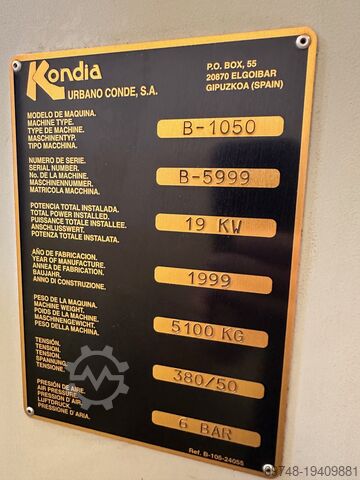 Kondia
URBANO CONDE, S.A.
P.O. BOX, 55
20870 ELGOIBAR
GIPUZKOA (SPAIN)
MODELO DE MAQUINA.
MACHINE TYPE.
TYPE DE MACHINE.
MASCHINENTYP.
TIPO MACCHINA.
B-1050
NUMERO DE SERIE.
SERIAL NUMBER.
No. DE LA MACHINE.
MASCHINENNUMMER.
MATRICOLA MACCHINA.
B-5999
POTENCIA TOTAL INSTALADA.
TOTAL POWER INSTALLED.
PUISSANCE TOTALE INSTALLEE.
ANSCHLUSSWERT.
POTENZA TOTALE INSTALATA.
19 KW
AÑO DE FABRICACION.
YEAR OF MANUFACTURE.
ANNEA DE FABRICATION.
BAUJAHR.
ANNO DI CONSTRUZIONE.
1999
PESO DE LA MAQUINA.
MACHINE WEIGHT.
POIDS DE LA MACHINE.
MASCHINENGEWICHT.
PESO DELLA MACHINA.
5100 KG
TENSIÓN.
TENSION.
TENSION.
SPANNUNG
TENSIONE.
380/50
PRESIÓN DE AIRE.
AIR PRESSURE.
PRESSION D'AIR
LUFTDRUCK.
PRESSIONE D'ARIA.
6 BAR
Ref. B-106-24055
03748-19409881